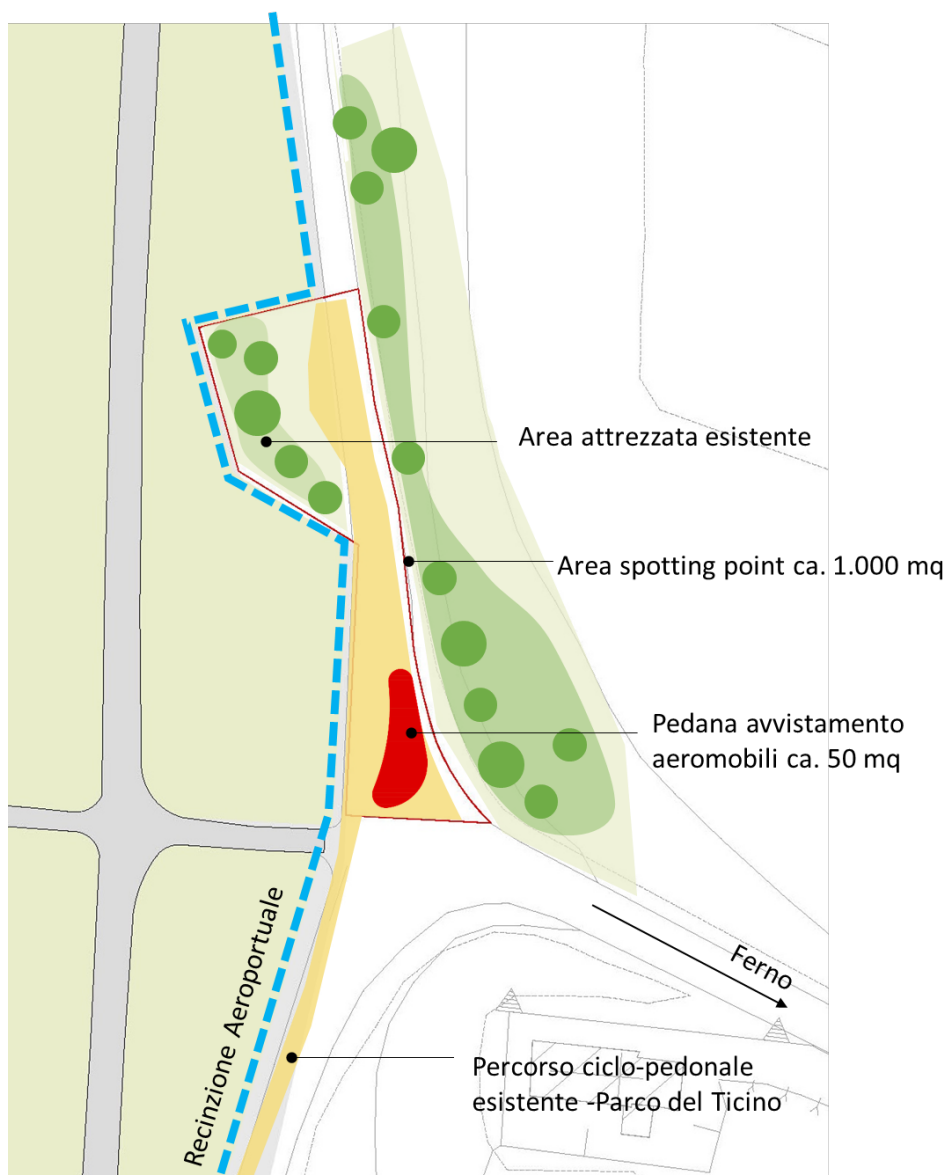 Area attrezzata esistente
Area spotting point ca. 1.000 mq
Pedana avvistamento
aeromobili ca. 50 mq
Recinzione Aeroportuale
Ferno
Percorso ciclo-pedonale
esistente -Parco del Ticino